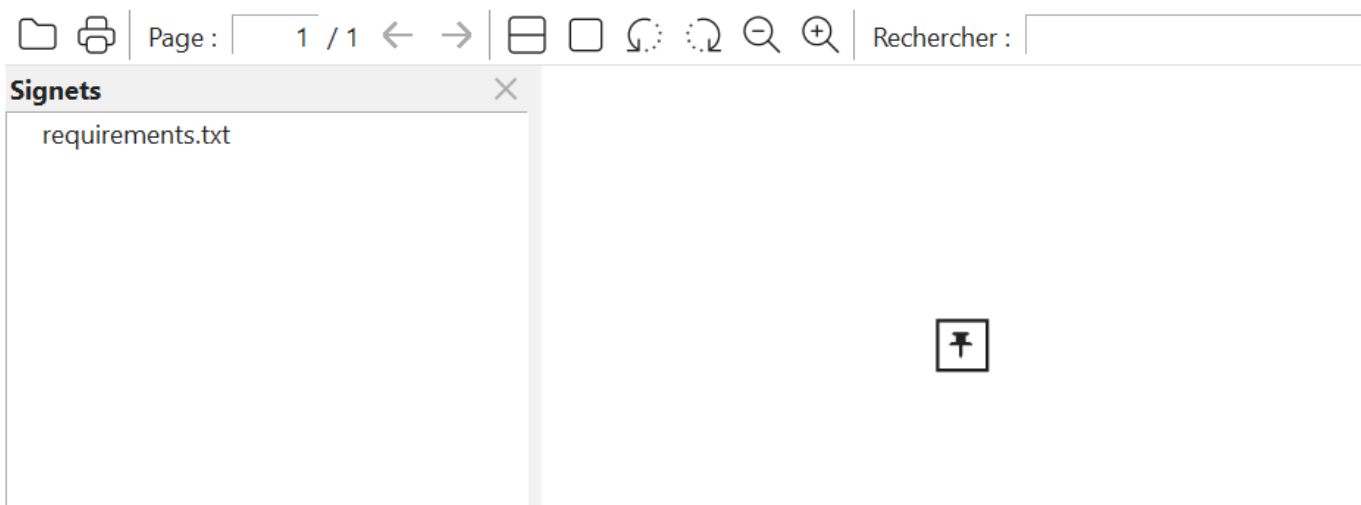 Page : 1 / 1 Rechercher :
Signets
requirements.txt